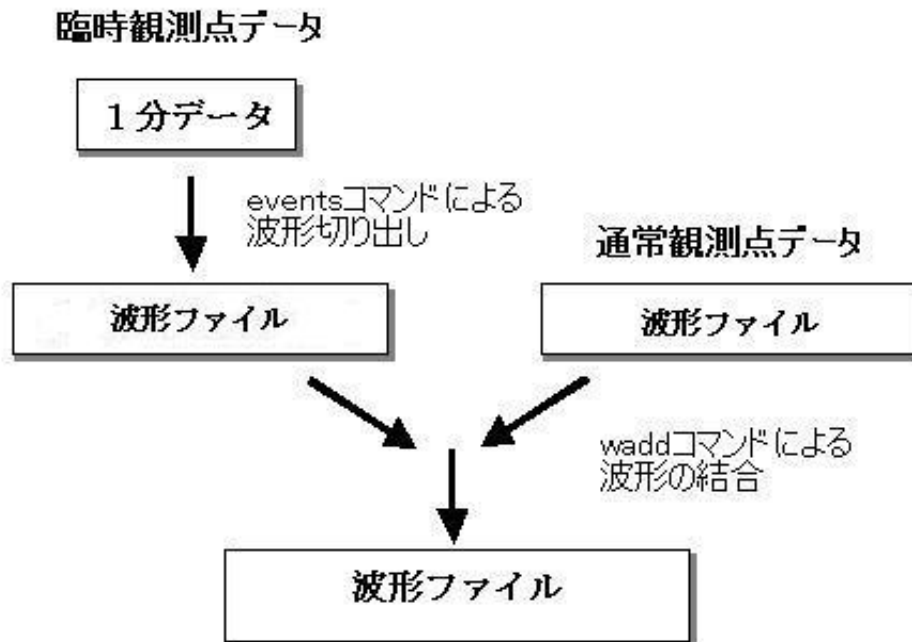 臨時観測点データ
１分データ
eventsコマンドによる
波形切り出し
通常観測点データ
波形ファイル
波形ファイル
waddコマンドによる
波形の結合
波形ファイル